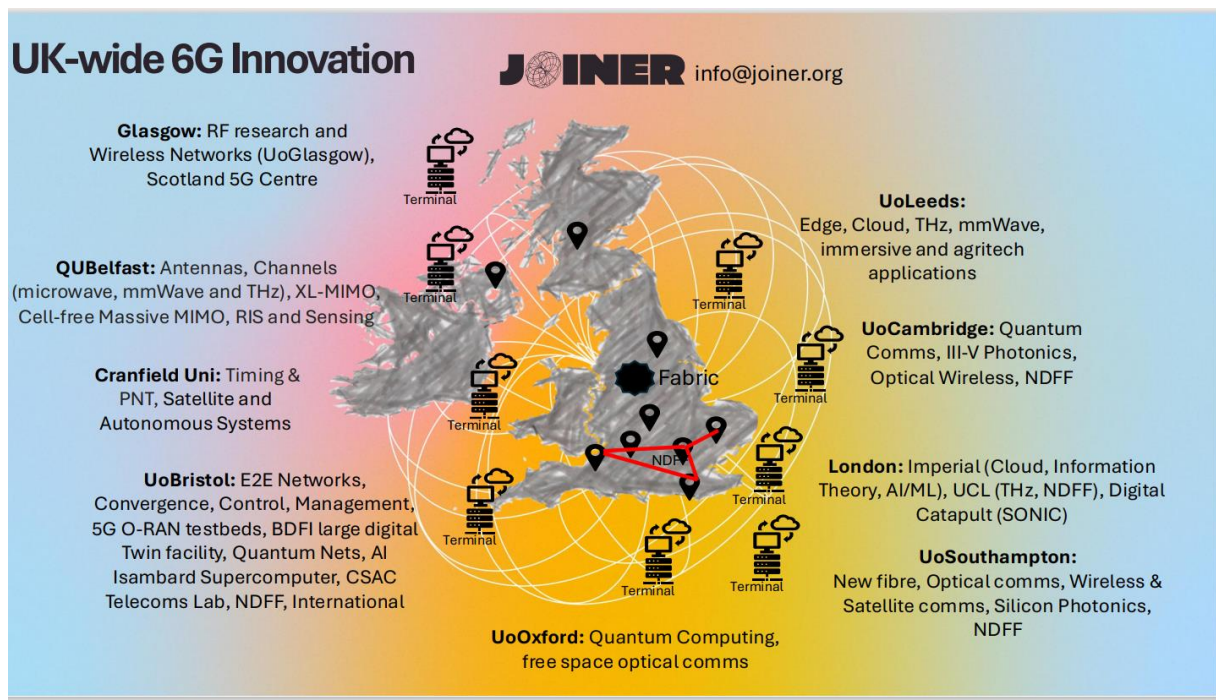 UK-wide 6G Innovation
JOINER info@joiner.org
Glasgow: RF research and
Wireless Networks (UoGlasgow),
Scotland 5G Centre
Terminal
QUBelfast: Antennas, Channels
(microwave, mmWave and THz), XL-MIMO,
Cell-free Massive MIMO, RIS and Sensing
Terminal
Cranfield Uni: Timing &
PNT, Satellite and
Autonomous Systems
Terminal
UoBristol: E2E Networks,
Convergence, Control, Management,
5G O-RAN testbeds, BDFI large digital
Twin facility, Quantum Nets, AI
Isambard Supercomputer, CSAC
Telecoms Lab, NDFF, International
Terminal
Fabric
UoLeeds:
Edge, Cloud, THz, mmWave,
immersive and agritech
applications
Terminal
UoCambridge: Quantum
Comms, III-V Photonics,
Optical Wireless, NDFF
Terminal
London: Imperial (Cloud, Information
Theory, AI/ML), UCL (THz, NDFF), Digital
Catapult (SONIC)
Terminal
UoSouthampton:
New fibre, Optical comms, Wireless &
Satellite comms, Silicon Photonics,
NDFF
Terminal
Terminal
UoOxford: Quantum Computing,
free space optical comms